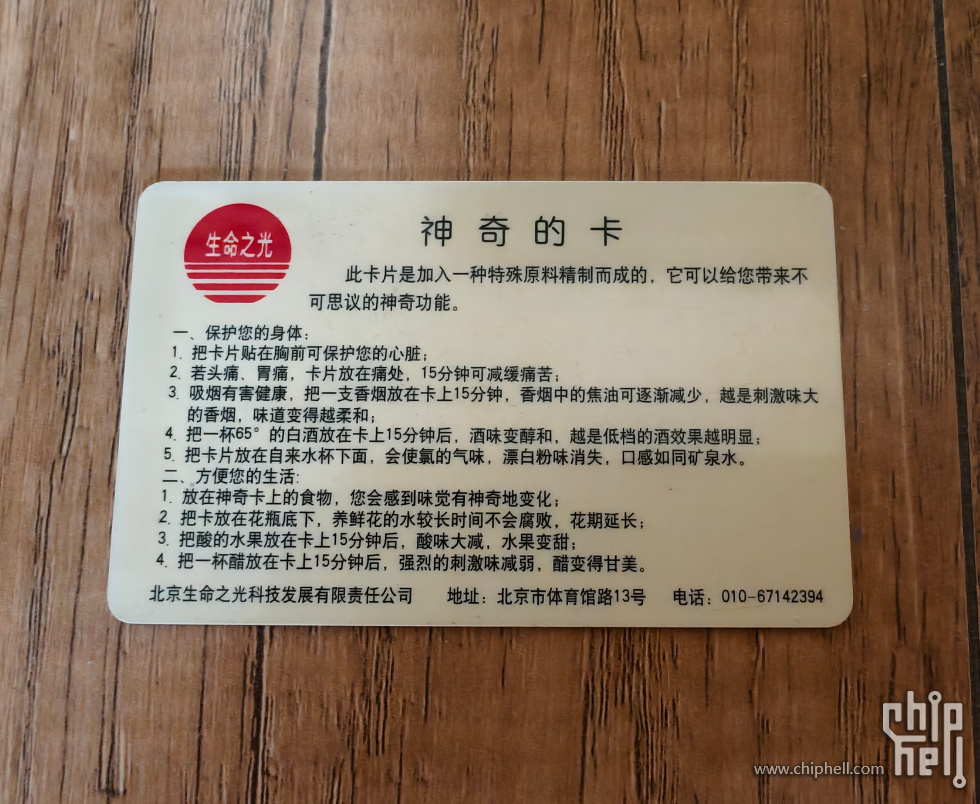 生命之光
神奇的卡
此卡片是加入一种特殊原料精制而成的，它可以给您带来不
可思议的神奇功能。
一、保护您的身体：
1. 把卡片贴在胸前可保护您的心脏；
2. 若头痛、胃痛，卡片放在痛处，15分钟可减缓痛苦；
3. 吸烟有害健康，把一支香烟放在卡上15分钟，香烟中的焦油可逐渐减少，越是刺激味大
的香烟，味道变得越柔和；
4. 把一杯65°的白酒放在卡上15分钟后，酒味变醇和，越是低档的酒效果越明显；
5. 把卡片放在自来水杯下面，会使氯的气味，漂白粉味消失，口感如同矿泉水。
二、方便您的生活：
1. 放在神奇卡上的食物，您会感到味觉有神奇地变化；
2. 把卡放在花瓶底下，养鲜花的水较长时间不会腐败，花期延长；
3. 把酸的水果放在卡上15分钟后，酸味大减，水果变甜；
4. 把一杯醋放在卡上15分钟后，强烈的刺激味减弱，醋变得甘美。
北京生命之光科技发展有限责任公司 地址：北京市体育馆路13号 电话：010-67142394
chip
hell
www.chiphell.com